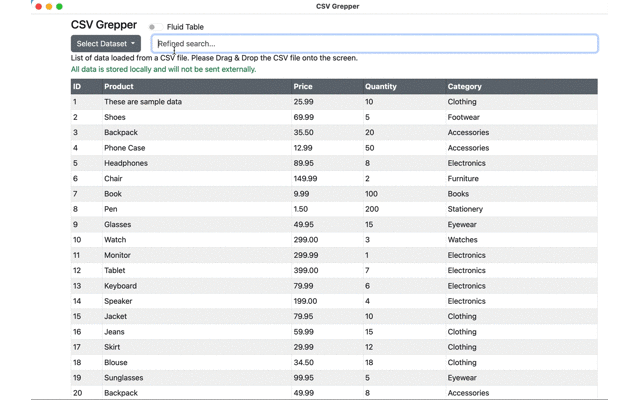 CSV Grepper
CSV Grepper Fluid Table
Select Dataset Refined search...
List of data loaded from a CSV file. Please Drag & Drop the CSV file onto the screen.
All data is stored locally and will not be sent externally.
ID Product Price Quantity Category
1 These are sample data 25.99 10 Clothing
2 Shoes 69.99 5 Footwear
3 Backpack 35.50 20 Accessories
4 Phone Case 12.99 50 Accessories
5 Headphones 89.95 8 Electronics
6 Chair 149.99 2 Furniture
7 Book 9.99 100 Books
8 Pen 1.50 200 Stationery
9 Glasses 49.95 15 Eyewear
10 Watch 299.00 3 Watches
11 Monitor 299.99 1 Electronics
12 Tablet 399.00 7 Electronics
13 Keyboard 79.99 6 Electronics
14 Speaker 199.00 4 Electronics
15 Jacket 79.95 10 Clothing
16 Jeans 59.99 15 Clothing
17 Skirt 29.99 12 Clothing
18 Blouse 34.50 18 Clothing
19 Sunglasses 99.95 5 Eyewear
20 Backpack 49.99 8 Accessories